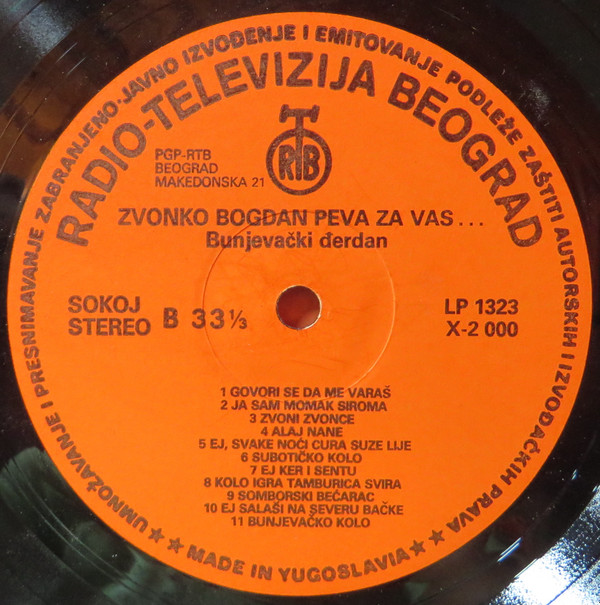 UMNOŽAVANJE I PRESNIMAVANJE ZABRANJENO·JAVNO IZVOĐENJE I EMITOVANJE PODLEŽE ZAŠTITI AUTORSKIH I IZVOĐAČKIH PRAVA
RADIO-TELEVIZIJA BEOGRAD
RTB
PGP-RTB
BEOGRAD
MAKEDONSKA 21
ZVONKO BOGDAN PEVA ZA VAS...
Bunjevački đerdan
SOKOJ
STEREO B 33 1/3
LP 1323
X-2 000
1 GOVORI SE DA ME VARAŠ
2 JA SAM MOMAK SIROMA
3 ZVONI ZVONCE
4 ALAJ NANE
5 EJ, SVAKE NOĆI CURA SUZE LIJE
6 SUBOTIČKO KOLO
7 EJ KER I SENTU
8 KOLO IGRA TAMBURICA SVIRA
9 SOMBORSKI BEĆARAC
10 EJ SALAŠI NA SEVERU BAČKE
11 BUNJEVAČKO KOLO
★★ MADE IN YUGOSLAVIA ★★